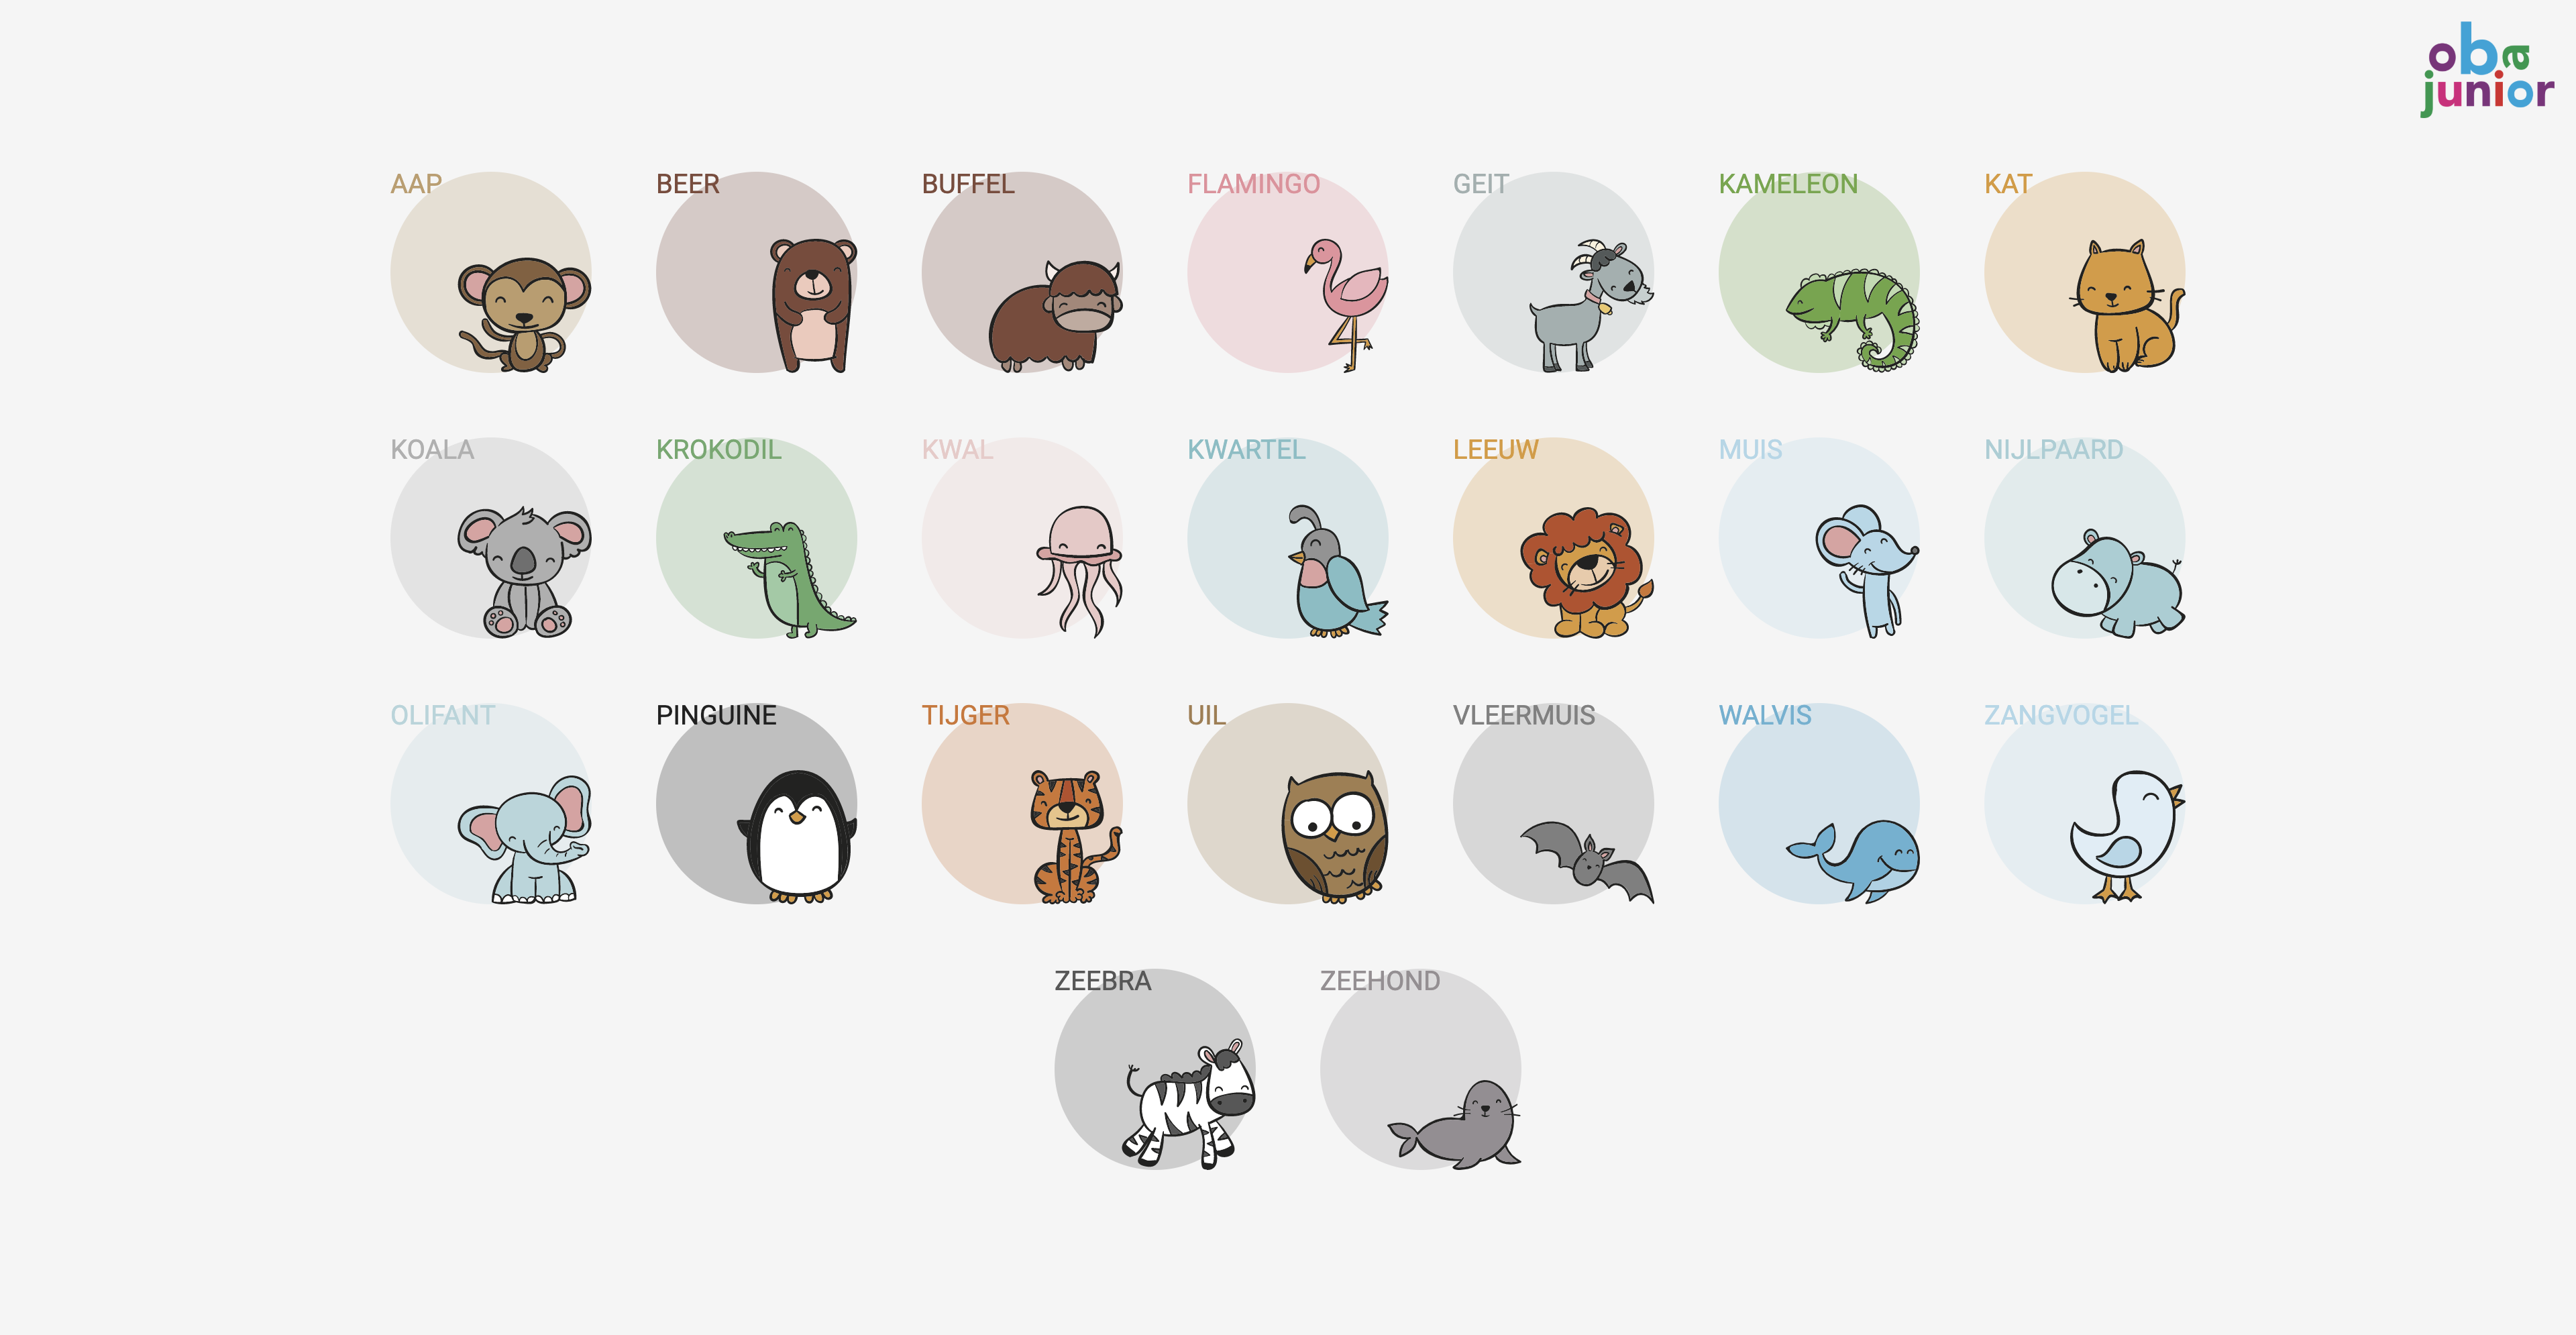 oba
junior
AAP
BEER
BUFFEL
FLAMINGO
GEIT
KAMELEON
KAT
KOALA
KROKODIL
KWAL
KWARTEL
LEEUW
MUIS
NIJLPAARD
OLIFANT
PINGUINE
TIJGER
UIL
VLEERMUIS
WALVIS
ZANGVOGEL
ZEEBRA
ZEEHOND